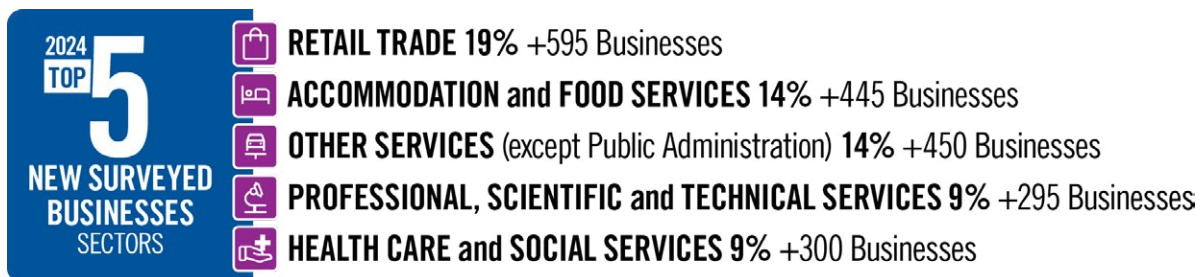 2024
TOP
5
NEW SURVEYED
BUSINESSES
SECTORS
RETAIL TRADE 19% +595 Businesses
ACCOMMODATION and FOOD SERVICES 14% +445 Businesses
OTHER SERVICES (except Public Administration) 14% +450 Businesses
PROFESSIONAL, SCIENTIFIC and TECHNICAL SERVICES 9% +295 Businesses
HEALTH CARE and SOCIAL SERVICES 9% +300 Businesses